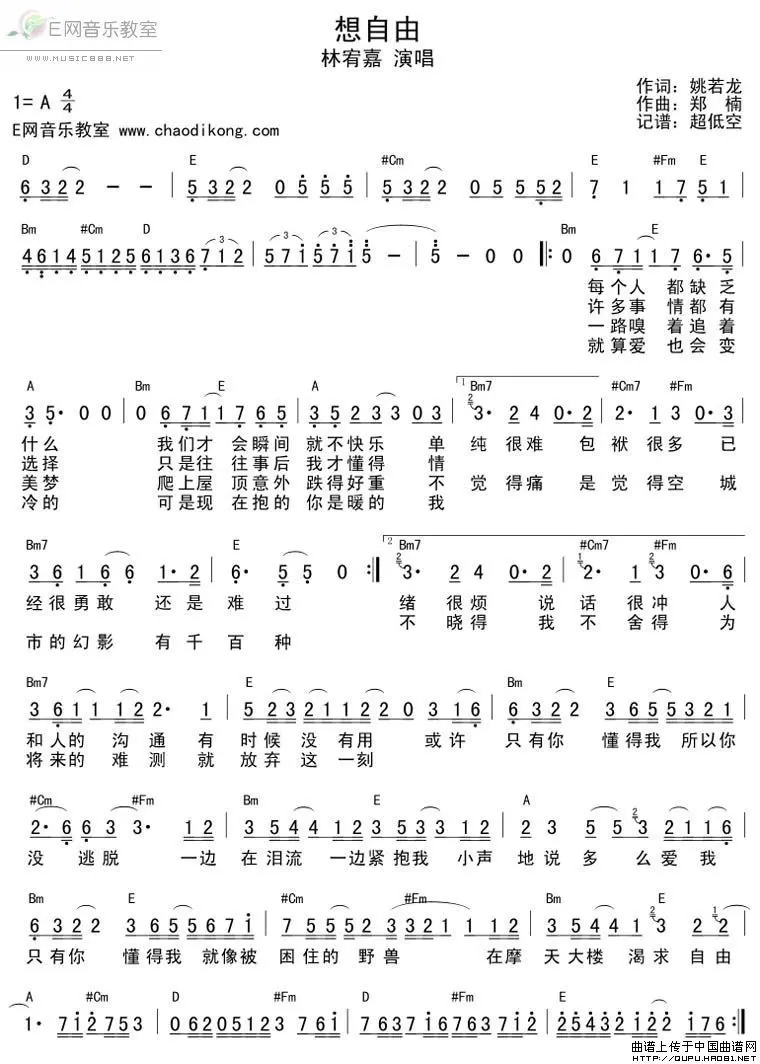 E网音乐教室
www.music888.net
想自由
林宥嘉 演唱
1= A 4/4
作词：姚若龙
作曲：郑 楠
记谱：超低空
E网音乐教室 www.chaodikong.com
D E #Cm E #Fm
6 3 2 2 2 - - | 5 3 2 2 2 0 5 5 5 | 5 3 2 2 2 0 5 5 5 2 | 7 1 1 7 5 1
Bm #Cm D Bm E
4 6 1 4 5 1 2 5 6 1 3 6 7 1 2 | 5 7 1 5 7 1 5 - | 5 - 0 0 |: 0 6 7 1 1 7 6· 5 |
每个人 都缺乏
许多事 情都有
一路嗅 着追着
就算爱 也会变
A Bm E A Bm7 #Cm7 #Fm
3 5· 0 0 | 0 6 7 1 1 7 6 5 | 3 5 2 3 3 0 3 | 3· 2 4 0· 2 | 2· 1 3 0· 3 |
什么 我们才 会瞬间 就不快乐 单 纯很难 包 袱很多 已
选择 只是往 往事后 我才懂得 情
美梦 爬上屋 顶意外 跌得好重 不 觉得痛 是 觉得空 城
冷的 可是现 在抱的 你是暖的 我
Bm7 E Bm7 #Cm7 #Fm
3 6 1 6 6 1· 2 | 6· 5 5 0 :| 3· 2 4 0· 2 | 2· 1 3 0· 6 |
经很勇敢 还是 难过 绪很烦 说 话很冲 人
不晓得 我 不舍得 为
市的幻影 有千 百种
Bm7 E Bm E
3 6 1 1 1 2 2· 1 | 5 2 3 2 1 1 2 2 0 3 1 6 | 6 3 2 2 2 3 6 5 5 3 2 1 |
和人的 沟通 有 时候没有用 或许 只有你 懂得我 所以你
将来的 难测 就 放弃这一刻
#Cm #Fm Bm E A
2· 6 6 3 3· 1 2 | 3 5 4 4 1 3 5 5 3 1 2 | 2 3 5 5 3 2 1 1 6 |
没 逃脱 一边 在泪流 一边紧抱我 小声 地说多 么爱我
Bm E #Cm #Fm Bm E
6 3 2 2 2 3 6 5 5 6 7 1 | 7 5 5 5 2 3 3 2 1 1 1 2 | 3 5 4 4 1 3 2 |
只有你 懂得我 就像被 困住的 野兽 在摩 天大楼 渴求 自由
A #Cm D #Fm D #Fm Bm E
1· 7 1 2 7 5 3 | 0 6 2 0 5 1 2 3 7 6 1 | 7 6 3 7 1 6 7 6 3 | 2 5 4 3 2 1 2 2 1 7 6 :|
曲谱上传于中国曲谱网
HTTP://QUPU.HAO81.NET